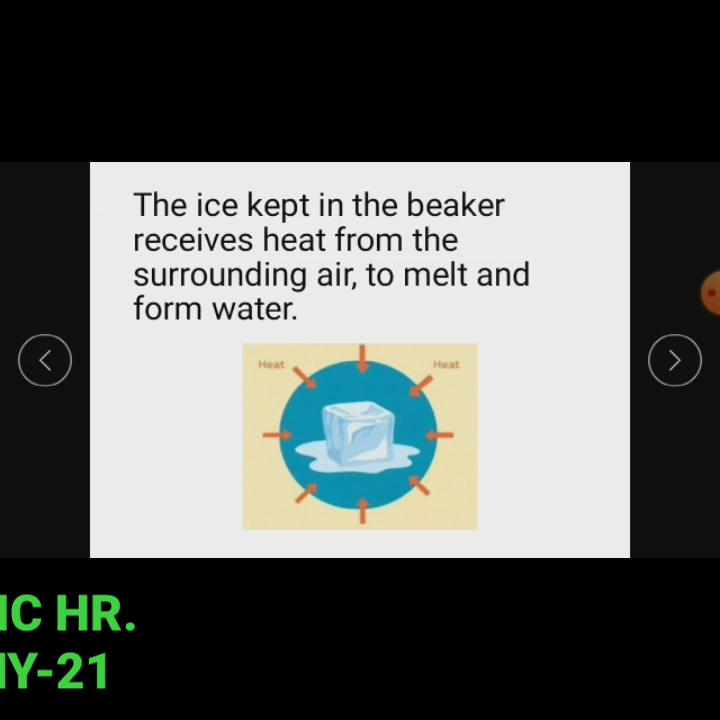 The ice kept in the beaker
receives heat from the
surrounding air, to melt and
form water.
Heat
Heat
IC HR.
Y-21